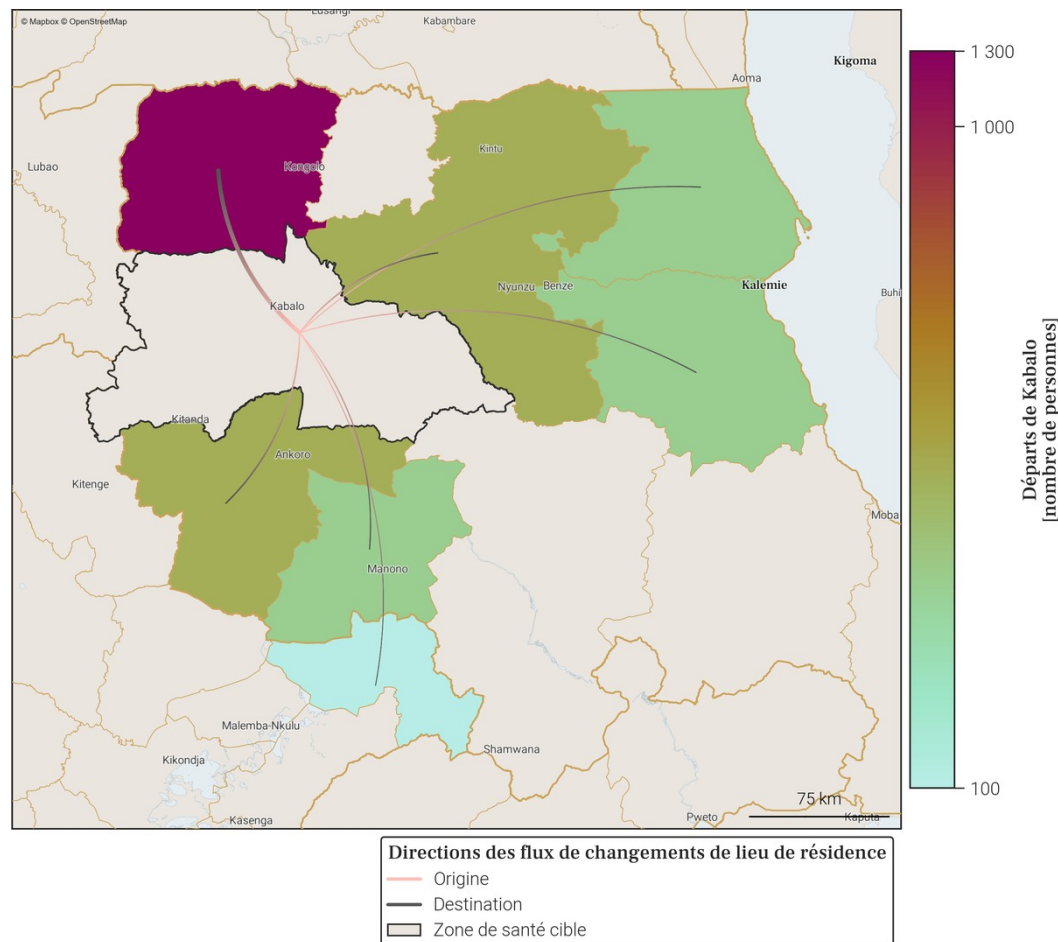 © Mapbox © OpenStreetMap
Lusangi
Kabambare
Kigoma
1 300
Aoma
1 000
Kintu
Lubao
Kongolo
Nyunzu
Benze
Kalemie
Buhi
Kabalo
Kitanda
Ankoro
Kitenge
Moba
Manono
Malemba-Nkulu
Shamwana
Kikondja
100
75 km
Kasenga
Pweto
Kaputa
Départs de Kabalo
[nombre de personnes]
Directions des flux de changements de lieu de résidence
Origine
Destination
Zone de santé cible